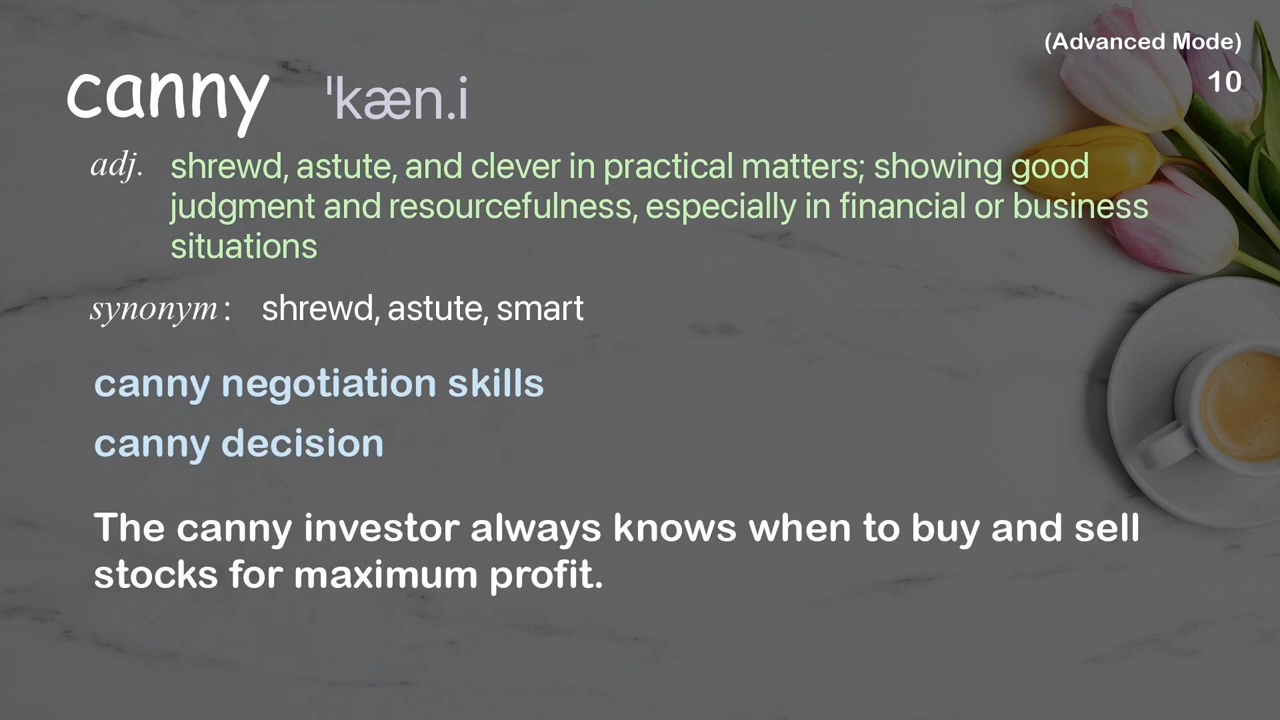 (Advanced Mode)
10
canny ˈkæn.i
adj. shrewd, astute, and clever in practical matters; showing good
judgment and resourcefulness, especially in financial or business
situations
synonym: shrewd, astute, smart
canny negotiation skills
canny decision
The canny investor always knows when to buy and sell
stocks for maximum profit.